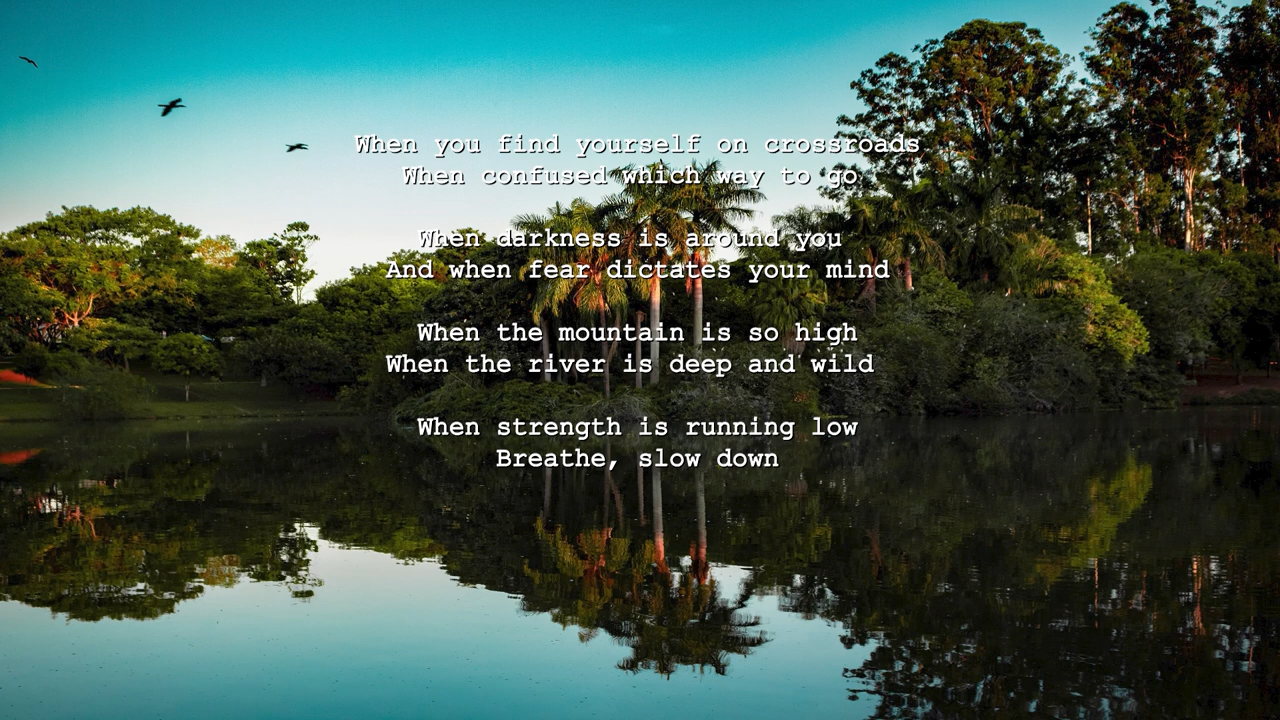 When you find yourself on crossroads
When confused which way to go
When darkness is around you
And when fear dictates your mind
When the mountain is so high
When the river is deep and wild
When strength is running low
Breathe, slow down